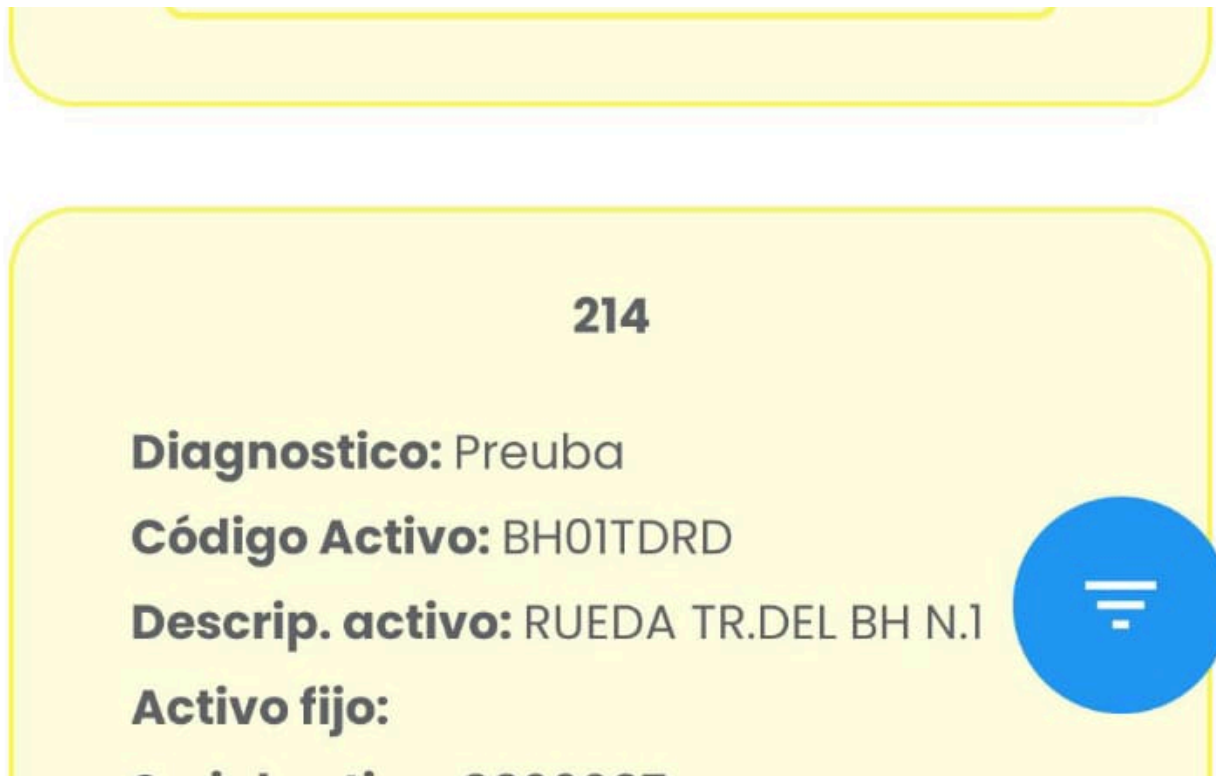 214
Diagnostico: Preuba
Código Activo: BH01TDRD
Descrip. activo: RUEDA TR.DEL BH N.1
Activo fijo: